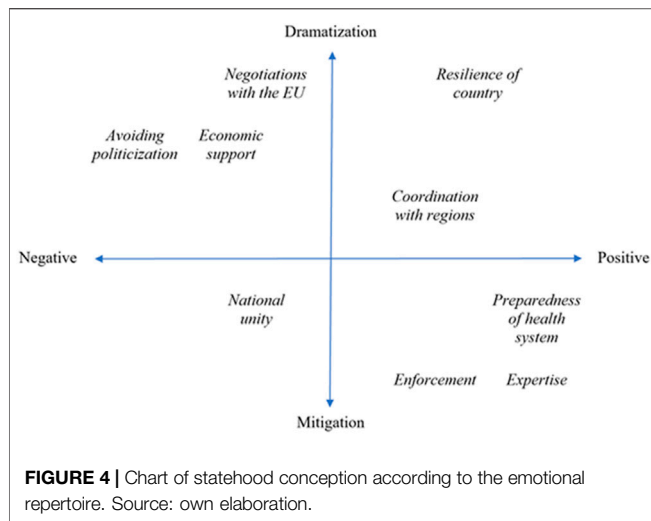 Dramatization
Negotiations
with the EU
Resilience of
country
Avoiding
politicization
Economic
support
Coordination
with regions
Negative
Positive
National
unity
Preparedness
of health
system
Enforcement
Expertise
Mitigation
FIGURE 4 | Chart of statehood conception according to the emotional
repertoire. Source: own elaboration.